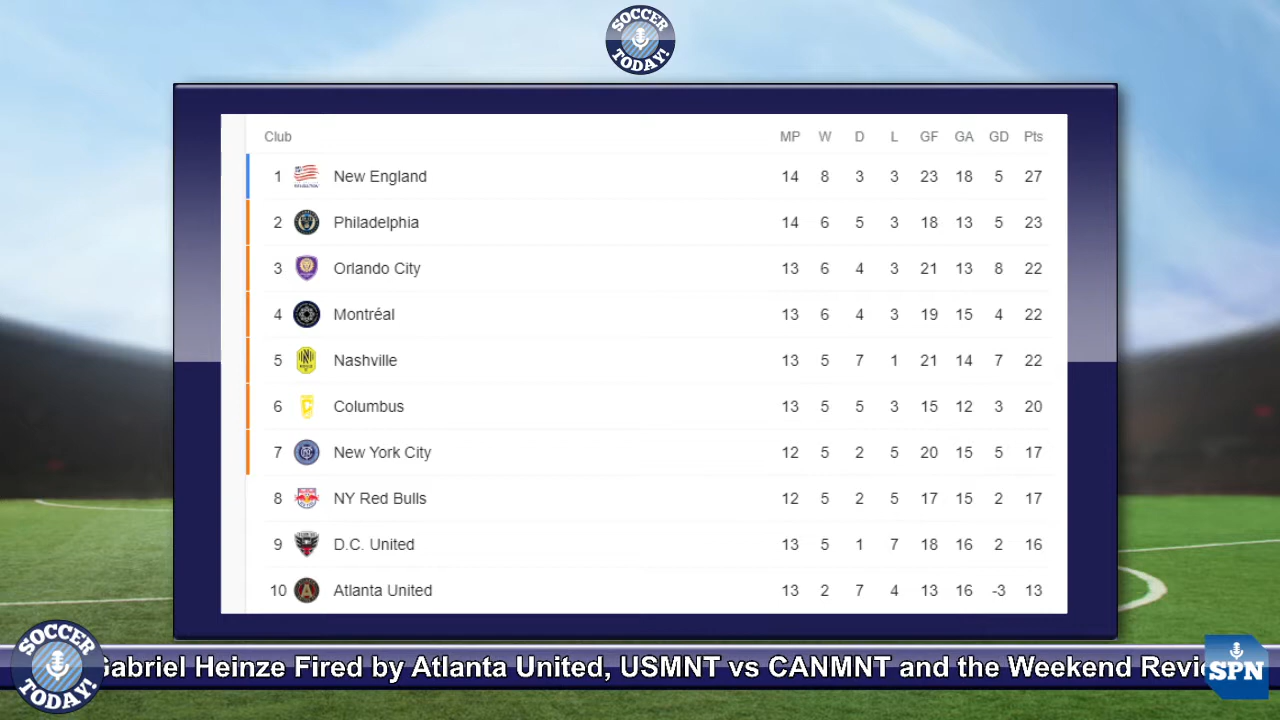 SOCCER
TODAY!
Club MP W D L GF GA GD Pts
1 New England 14 8 3 3 23 18 5 27
2 Philadelphia 14 6 5 3 18 13 5 23
3 Orlando City 13 6 4 3 21 13 8 22
4 Montréal 13 6 4 3 19 15 4 22
5 Nashville 13 5 7 1 21 14 7 22
6 Columbus 13 5 5 3 15 12 3 20
7 New York City 12 5 2 5 20 15 5 17
8 NY Red Bulls 12 5 2 5 17 15 2 17
9 D.C. United 13 5 1 7 18 16 2 16
10 Atlanta United 13 2 7 4 13 16 -3 13
SOCCER
TODAY!
Gabriel Heinze Fired by Atlanta United, USMNT vs CANMNT and the Weekend Revi
SPN